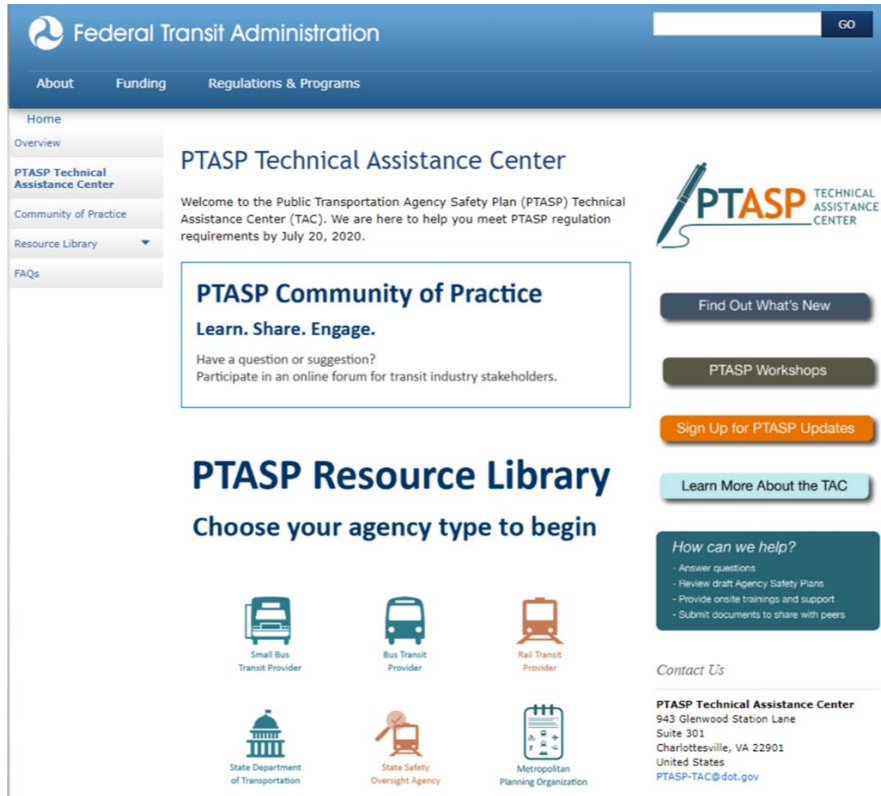 Federal Transit Administration
GO
About
Funding
Regulations & Programs
Home
Overview
PTASP Technical
Assistance Center
Community of Practice
Resource Library
FAQs
PTASP Technical Assistance Center
Welcome to the Public Transportation Agency Safety Plan (PTASP) Technical
Assistance Center (TAC). We are here to help you meet PTASP regulation
requirements by July 20, 2020.
PTASP Community of Practice
Learn. Share. Engage.
Have a question or suggestion?
Participate in an online forum for transit industry stakeholders.
PTASP Resource Library
Choose your agency type to begin
Small Bus
Transit Provider
Bus Transit
Provider
Rail Transit
Provider
State Department
of Transportation
State Safety
Oversight Agency
Metropolitan
Planning Organization
PTASP
TECHNICAL
ASSISTANCE
CENTER
Find Out What's New
PTASP Workshops
Sign Up for PTASP Updates
Learn More About the TAC
How can we help?
- Answer questions
- Review draft Agency Safety Plans
- Provide onsite trainings and support
- Submit documents to share with peers
Contact Us
PTASP Technical Assistance Center
943 Glenwood Station Lane
Suite 301
Charlottesville, VA 22901
United States
PTASP-TAC@dot.gov